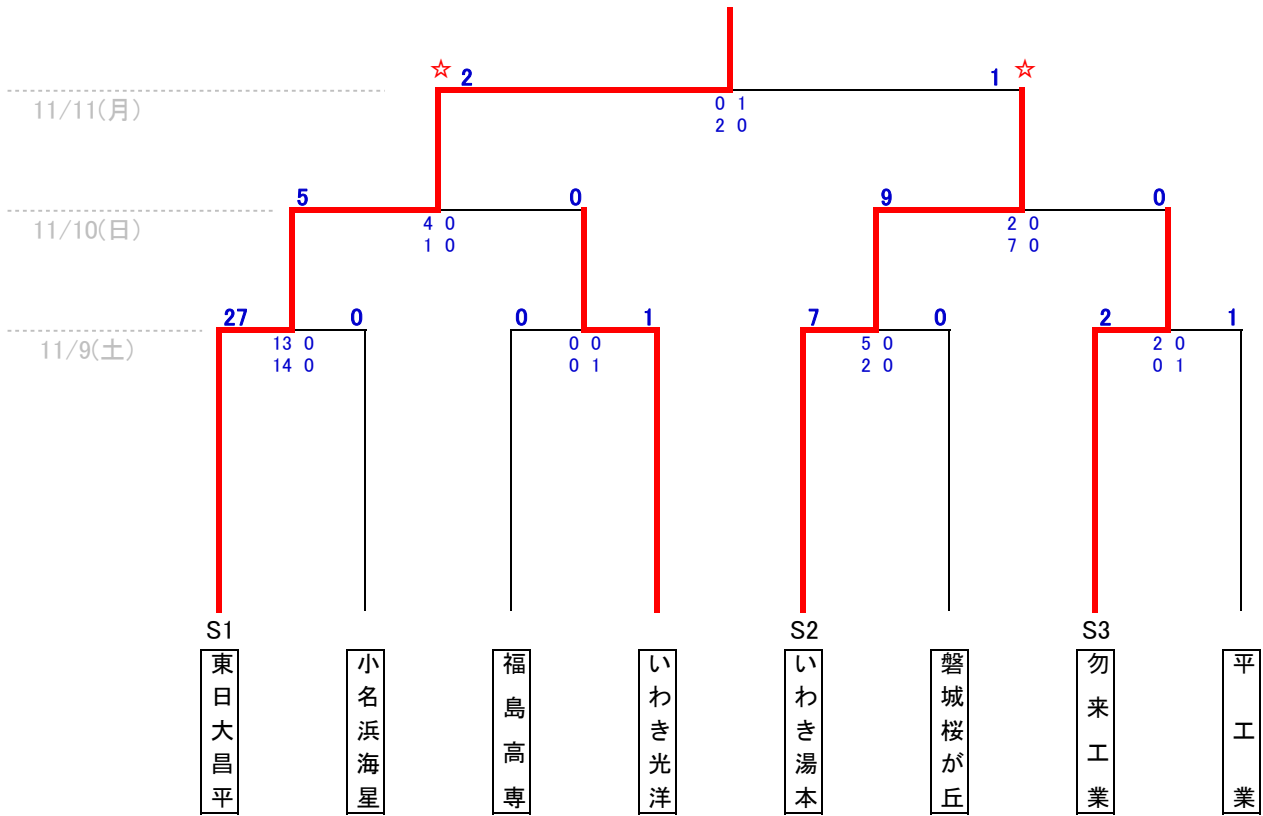 ☆ 2 1 ☆
11/11(月)
0 1
2 0
5 0 9 0
11/10(日)
4 0 2 0
1 0 7 0
27 0 0 1 7 0 2 1
11/9(土)
13 0 0 0 5 0 2 0
14 0 0 1 2 0 0 1
S1 S2 S3
東日大昌平
小名浜海星
福島高専
いわき光洋
いわき湯本
磐城桜が丘
勿来工業
平工業